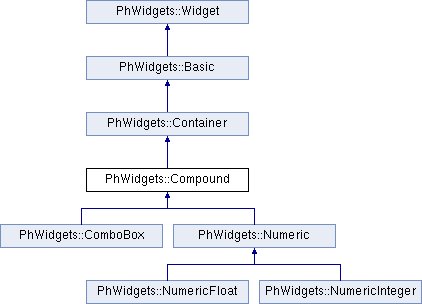 PhWidgets::Widget
PhWidgets::Basic
PhWidgets::Container
PhWidgets::Compound
PhWidgets::ComboBox
PhWidgets::Numeric
PhWidgets::NumericFloat
PhWidgets::NumericInteger